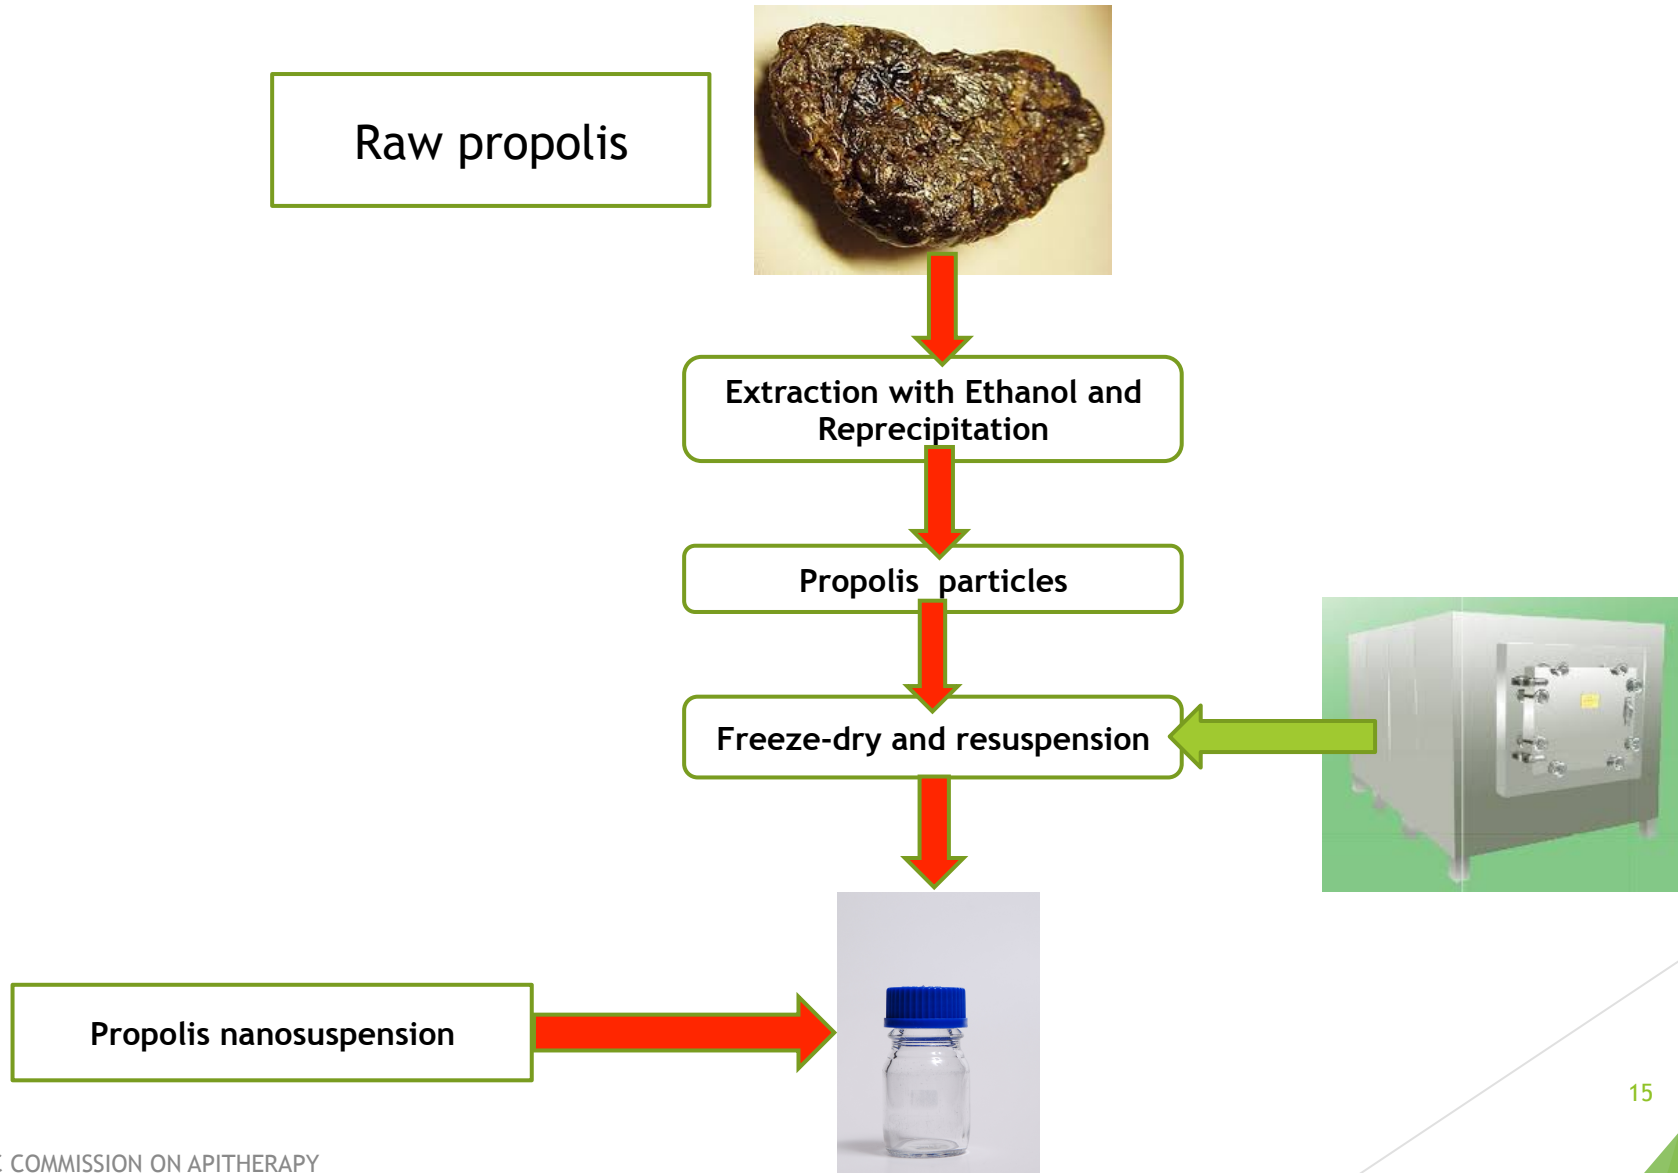 Raw propolis
Extraction with Ethanol and
Reprecipitation
Propolis particles
Freeze-dry and resuspension
Propolis nanosuspension
15
COMMISSION ON APITHERAPY